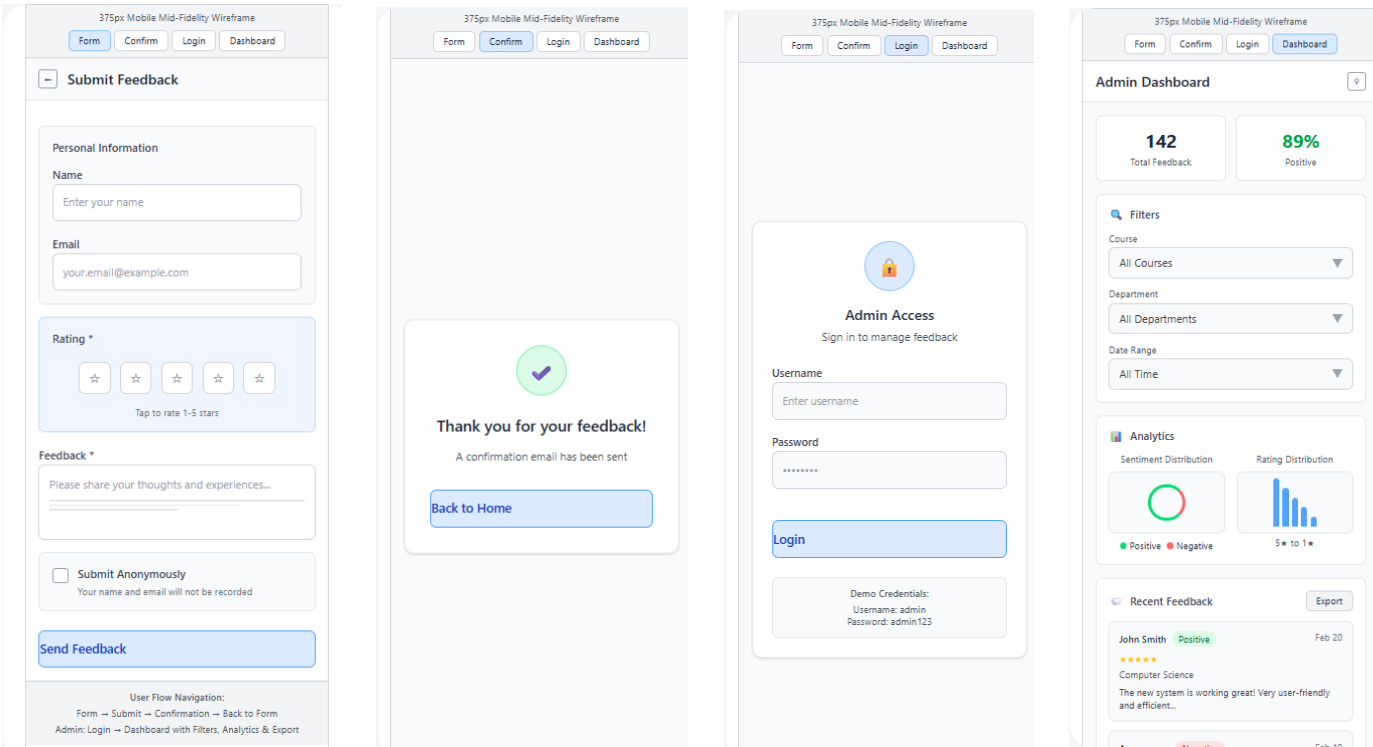 375px Mobile Mid-Fidelity Wireframe
Form Confirm Login Dashboard
← Submit Feedback
Personal Information
Name
Enter your name
Email
your.email@example.com
Rating *
☆ ☆ ☆ ☆ ☆
Tap to rate 1-5 stars
Feedback *
Please share your thoughts and experiences...
Submit Anonymously
Your name and email will not be recorded
Send Feedback
User Flow Navigation:
Form → Submit → Confirmation → Back to Form
Admin: Login → Dashboard with Filters, Analytics & Export
375px Mobile Mid-Fidelity Wireframe
Form Confirm Login Dashboard
Thank you for your feedback!
A confirmation email has been sent
Back to Home
375px Mobile Mid-Fidelity Wireframe
Form Confirm Login Dashboard
Admin Access
Sign in to manage feedback
Username
Enter username
Password
••••••••
Login
Demo Credentials:
Username: admin
Password: admin123
375px Mobile Mid-Fidelity Wireframe
Form Confirm Login Dashboard
Admin Dashboard
142 89%
Total Feedback Positive
Filters
Course
All Courses
Department
All Departments
Date Range
All Time
Analytics
Sentiment Distribution Rating Distribution
Positive Negative 5★ to 1★
Recent Feedback Export
John Smith Positive Feb 20
★★★★★
Computer Science
The new system is working great! Very user-friendly
and efficient...